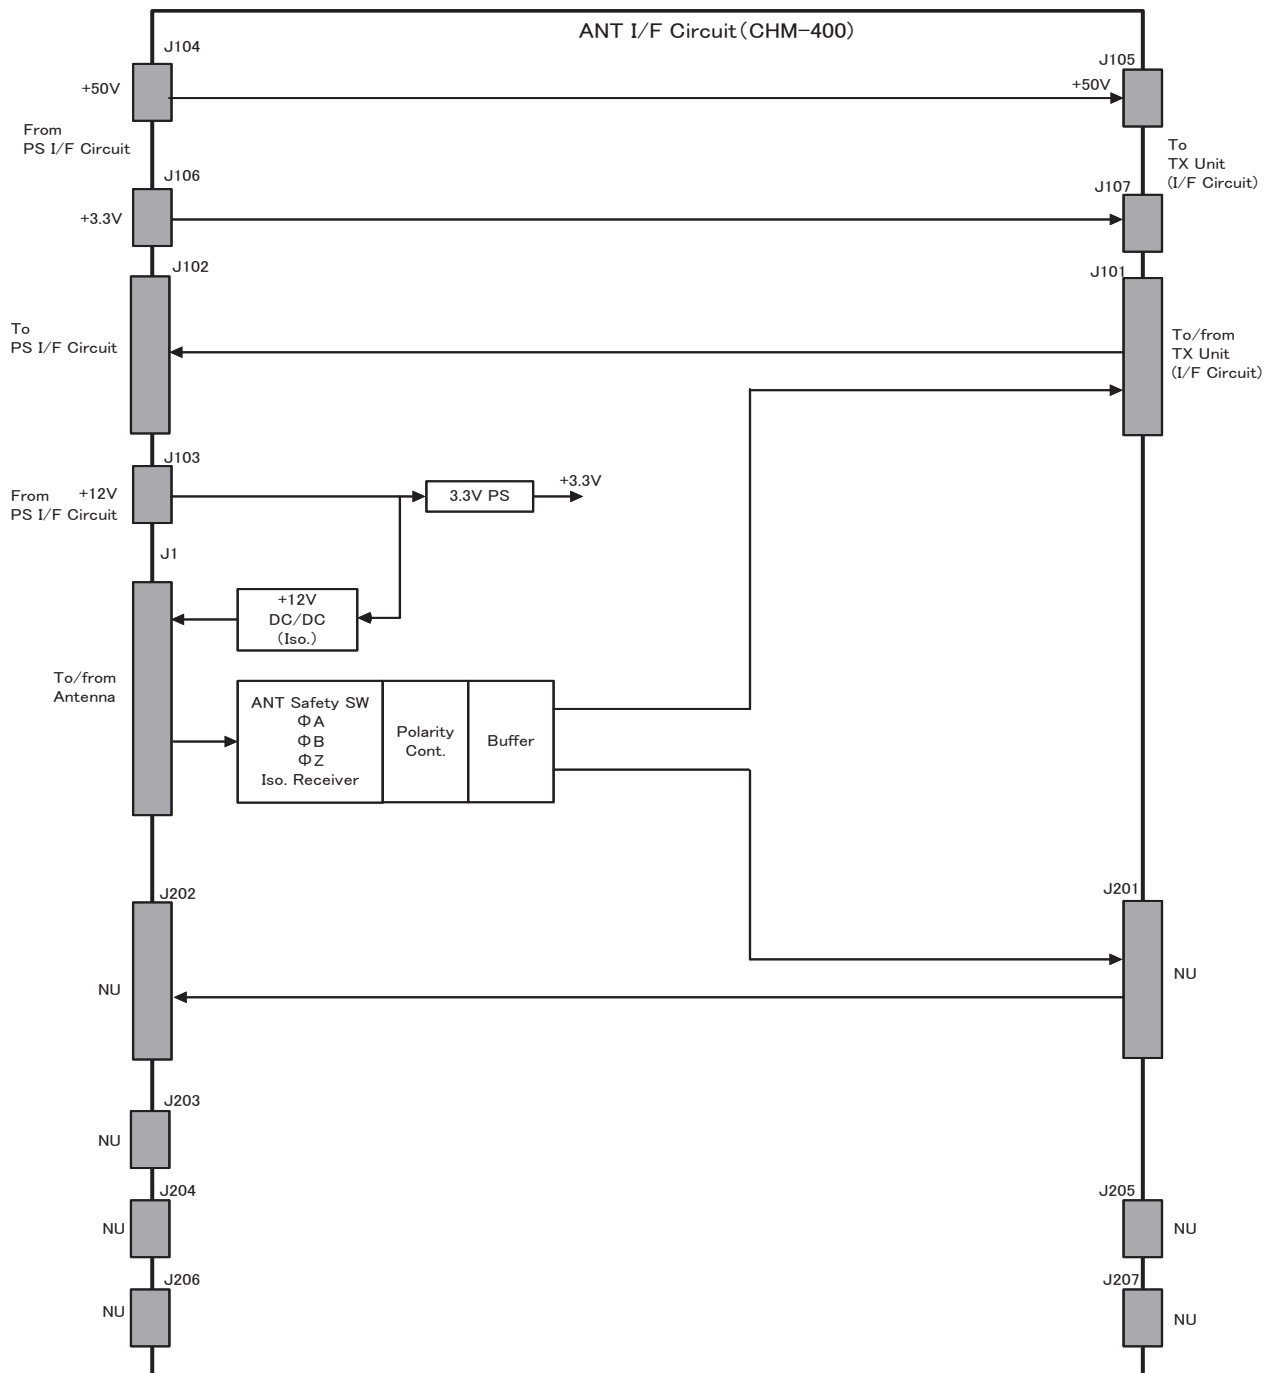 ANT I/F Circuit(CHM-400)
J104
+50V
From
PS I/F Circuit
J105
+50V
To
TX Unit
(I/F Circuit)
J106
+3.3V
J107
J102
To
PS I/F Circuit
J101
To/from
TX Unit
(I/F Circuit)
J103
From +12V
PS I/F Circuit
3.3V PS
+3.3V
J1
+12V
DC/DC
(Iso.)
To/from
Antenna
ANT Safety SW
ΦA
ΦB
ΦZ
Iso. Receiver
Polarity
Cont.
Buffer
J202
NU
J201
NU
J203
NU
J204
NU
J205
NU
J206
NU
J207
NU